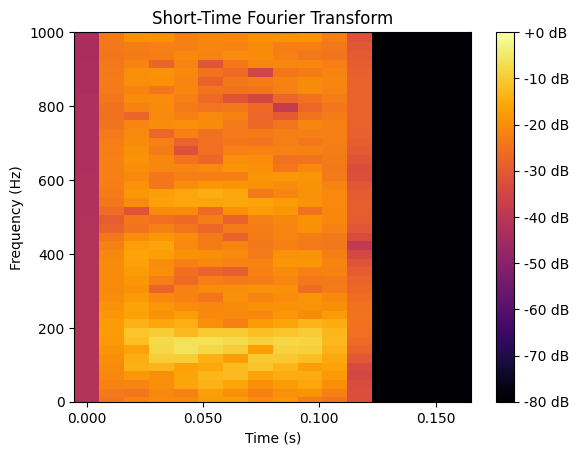 Short-Time Fourier Transform
1000
800
600
400
200
0
Frequency (Hz)
0.000
0.050
0.100
0.150
Time (s)
+0 dB
-10 dB
-20 dB
-30 dB
-40 dB
-50 dB
-60 dB
-70 dB
-80 dB